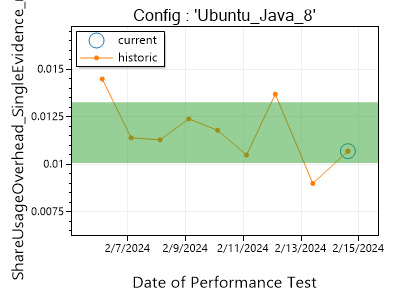 Config : 'Ubuntu_Java_8'
ShareUsageOverhead_SingleEvidence_
current
historic
0.015
0.0125
0.01
0.0075
2/7/2024
2/9/2024
2/11/2024
2/13/2024
2/15/2024
Date of Performance Test